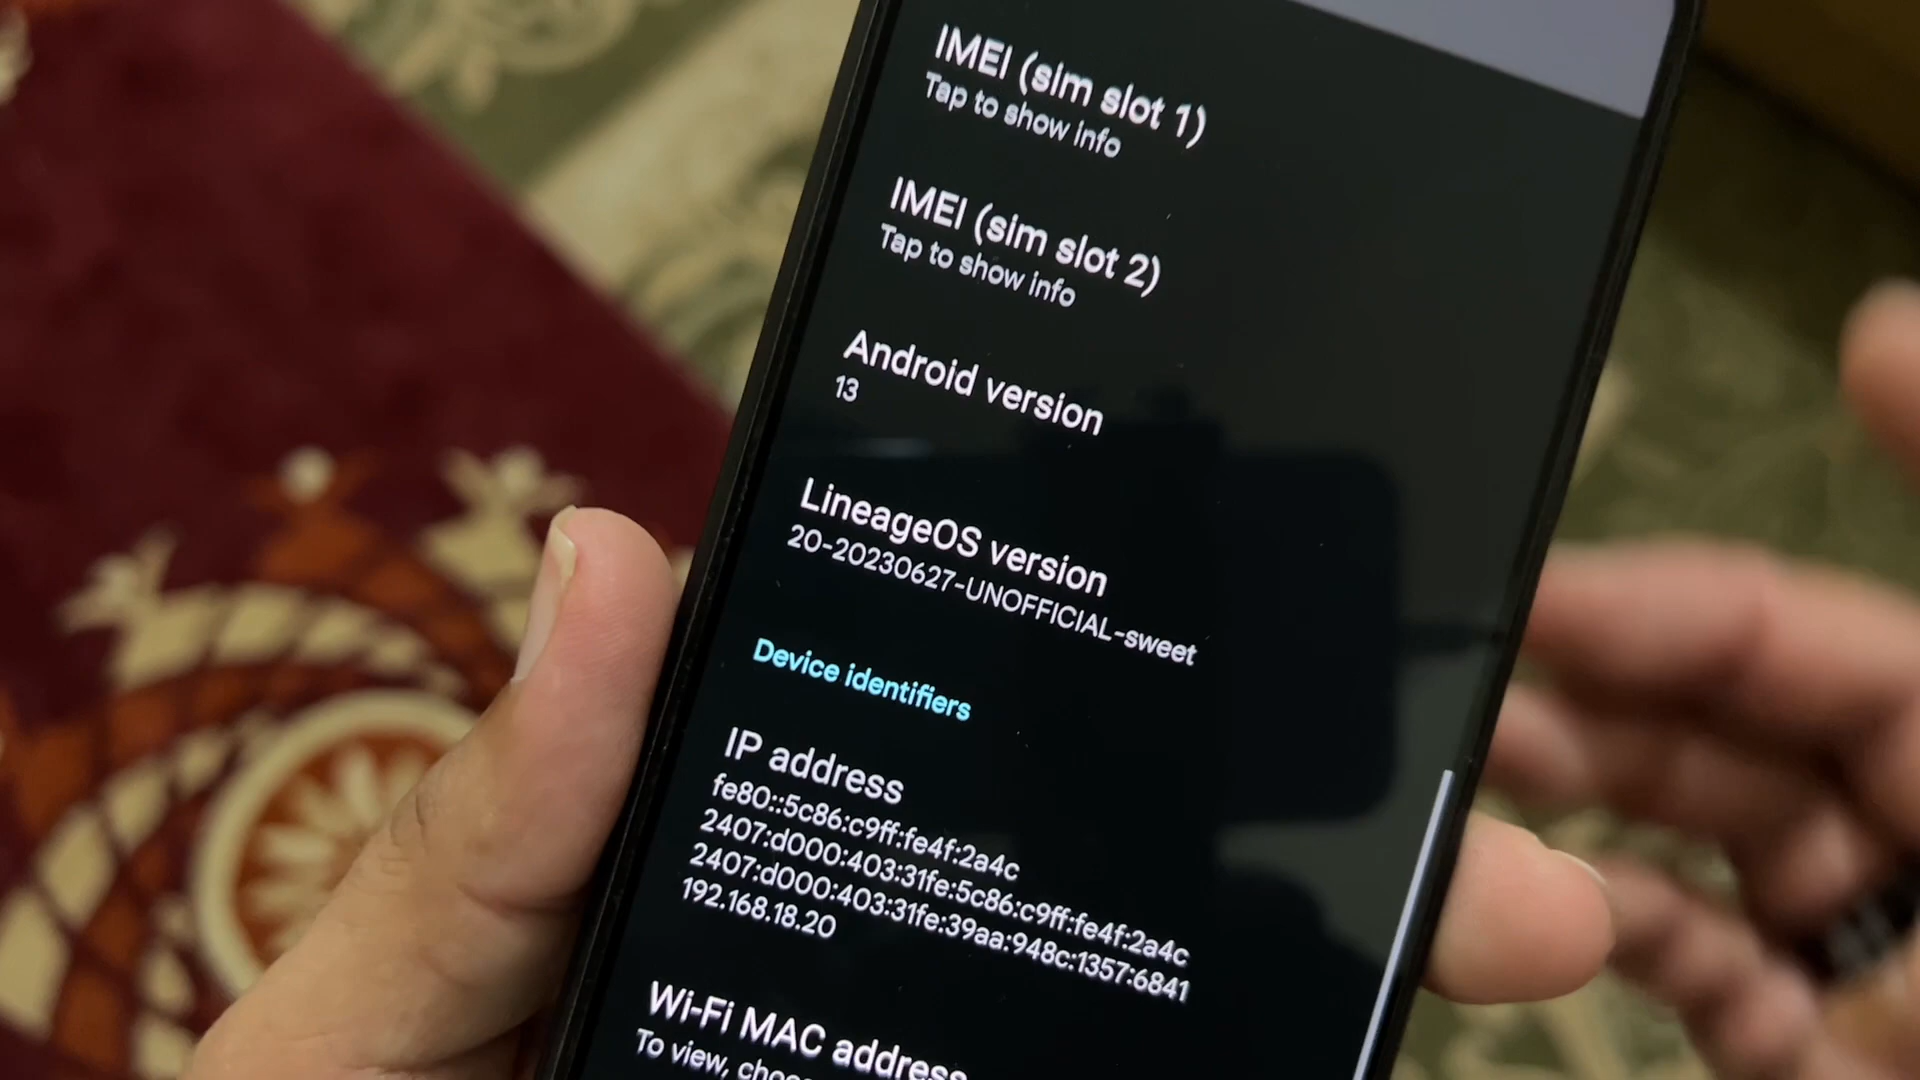 IMEI (sim slot 1)
Tap to show info
IMEI (sim slot 2)
Tap to show info
Android version
13
LineageOS version
20-20230627-UNOFFICIAL-sweet
Device identifiers
IP address
fe80::5c86:c9ff:fe4f:2a4c
2407:d000:403:31fe:5c86:c9ff:fe4f:2a4c
2407:d000:403:31fe:39aa:948c:1357:6841
192.168.18.20
Wi-Fi MAC address
To view,